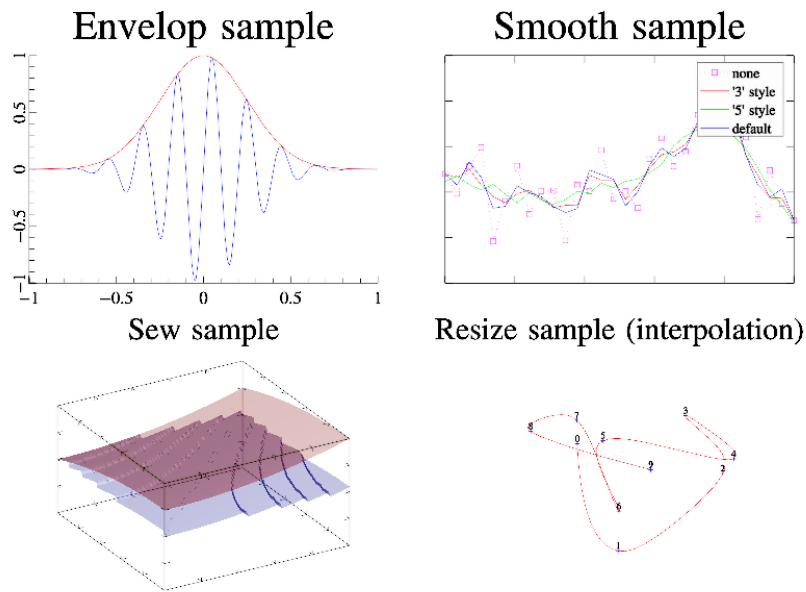 Envelop sample
1
0.5
0
−0.5
−1
−1
−0.5
0
0.5
1
Smooth sample
none
'3' style
'5' style
default
Sew sample
Resize sample (interpolation)
7
3
8
0
5
4
9
2
6
1